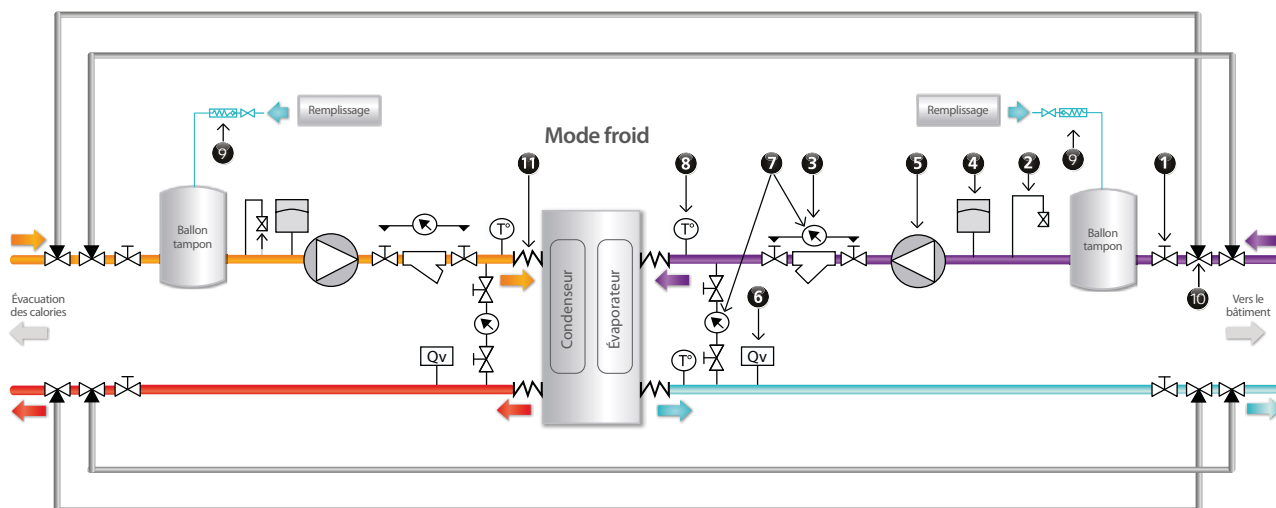 Remplissage
Remplissage
9
Mode froid
11
8
7
3
5
4
2
9
1
Ballon
tampon
T°
T°
Ballon
tampon
Évacuation
des calories
Condenseur
Évaporateur
6
10
Vers le
bâtiment
Qv
T°
Qv